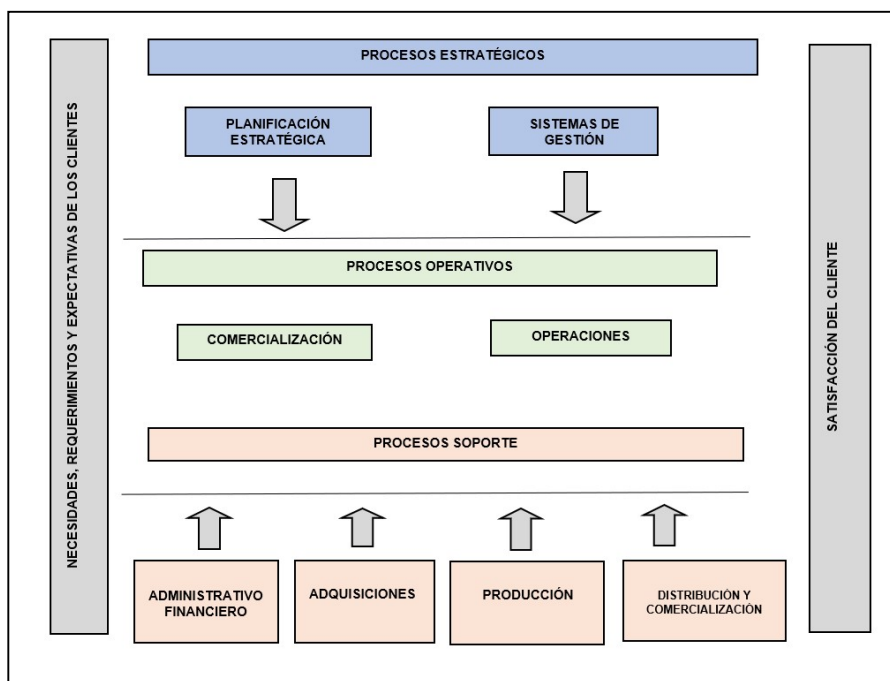 NECESIDADES, REQUERIMIENTOS Y EXPECTATIVAS DE LOS CLIENTES
PROCESOS ESTRATÉGICOS
PLANIFICACIÓN
ESTRATÉGICA
SISTEMAS DE
GESTIÓN
PROCESOS OPERATIVOS
COMERCIALIZACIÓN
OPERACIONES
PROCESOS SOPORTE
ADMINISTRATIVO
FINANCIERO
ADQUISICIONES
PRODUCCIÓN
DISTRIBUCIÓN Y
COMERCIALIZACIÓN
SATISFACCIÓN DEL CLIENTE